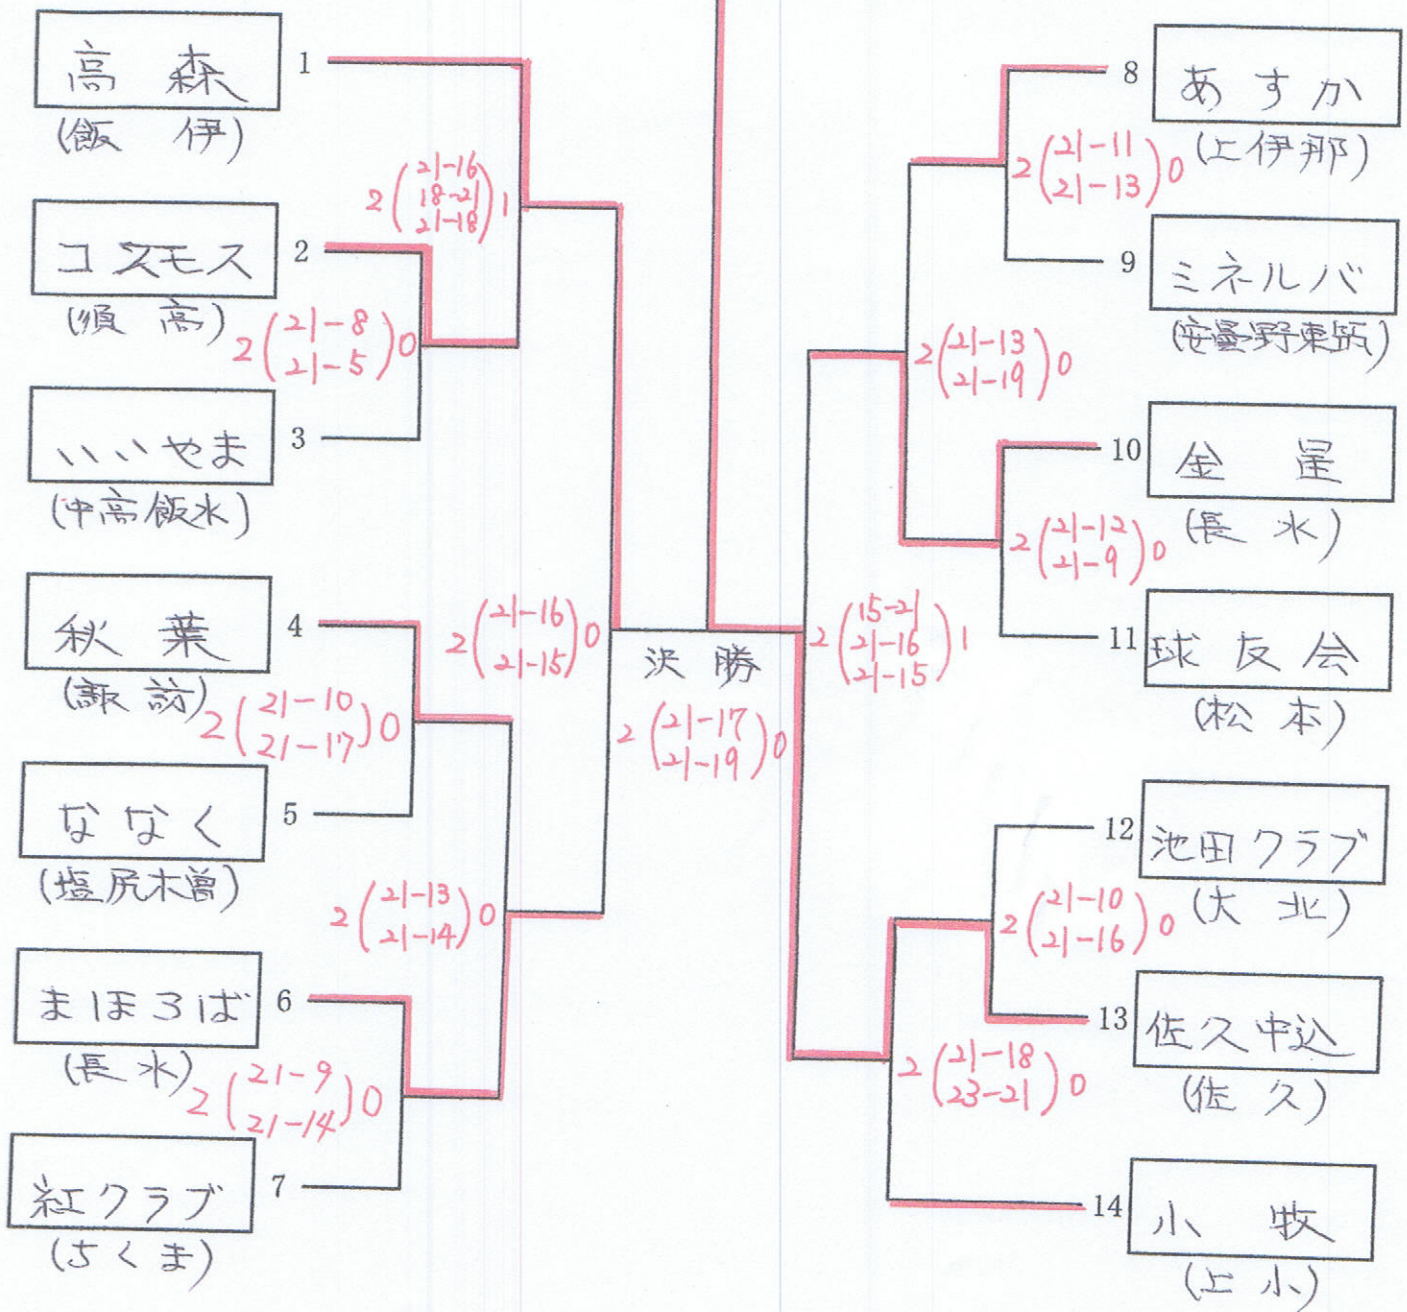 高森
1
(飯伊)
2 (21-16 18-21 21-18) 1
コスモス
2
(須高)
2 (21-8 21-5) 0
いいやま
3
(中高飯水)
秋葉
4
(諏訪)
2 (21-10 21-17) 0
ななく
5
(塩尻木曽)
2 (21-13 21-14) 0
まほろば
6
(長水)
2 (21-9 21-14) 0
紅クラブ
7
(ちくま)
2 (21-16 21-15) 0
決勝
2 (21-17 21-19) 0
8
あすか
(上伊那)
2 (21-11 21-13) 0
9
ミネルバ
(安曇野東筑)
2 (21-13 21-19) 0
10
金星
(長水)
2 (21-12 21-9) 0
11
球友会
(松本)
2 (15-21 21-16 21-15) 1
12
池田クラブ
(大北)
2 (21-10 21-16) 0
13
佐久中込
(佐久)
2 (21-18 23-21) 0
14
小牧
(上小)